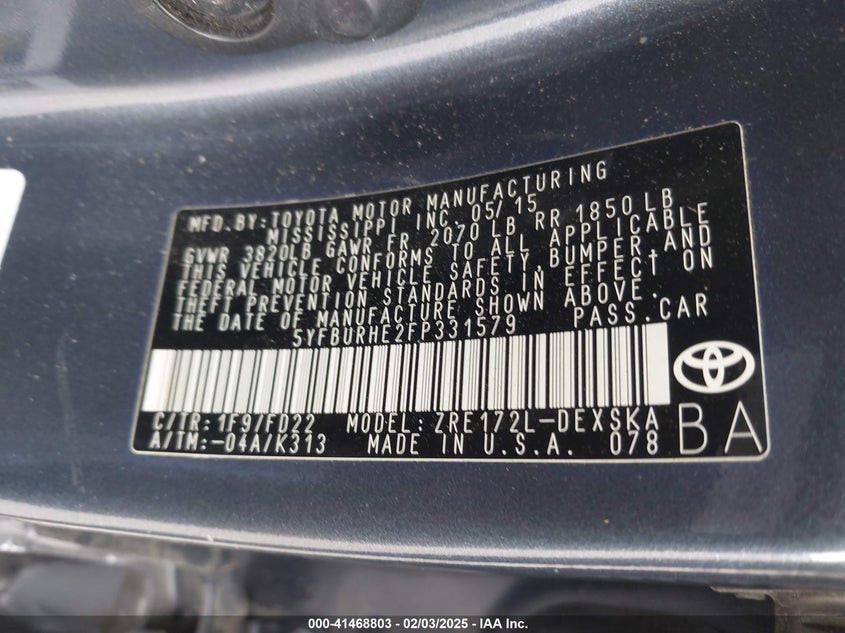 MFD.BY:TOYOTA MOTOR MANUFACTURING
MISSISSIPPI INC. 05/15
GVWR 3820LB GAWR FR 2070 LB RR 1850 LB
THIS VEHICLE CONFORMS TO ALL APPLICABLE
FEDERAL MOTOR VEHICLE SAFETY,BUMPER,AND
THEFT PREVENTION STANDARDS IN EFFECT ON
THE DATE OF MANUFACTURE SHOWN ABOVE.
5YFBURHE2FP331579 PASS.CAR
C/TR:1F9/FD22 MODEL:ZRE172L-DEXSKA
A/TM:-04A/K313 MADE IN U.S.A. 078
BA
000-41468803 — 02/03/2025 — IAA Inc.